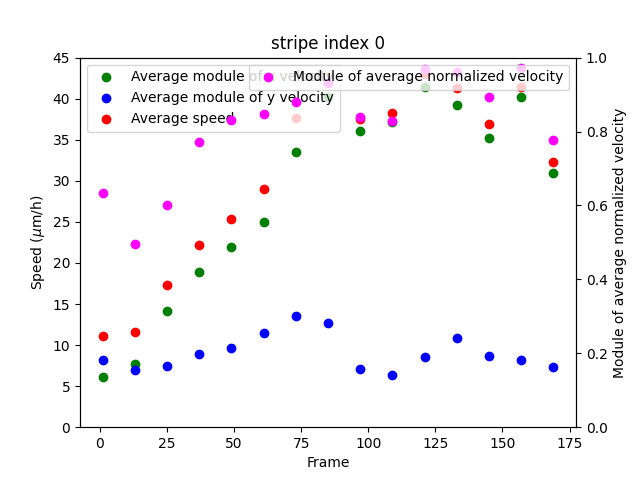 stripe index 0
Average module of x velocity
Average module of y velocity
Average speed
Module of average normalized velocity
45
40
35
30
25
20
15
10
5
0
Speed (μm/h)
1.0
0.8
0.6
0.4
0.2
0.0
Module of average normalized velocity
0 25 50 75 100 125 150 175
Frame